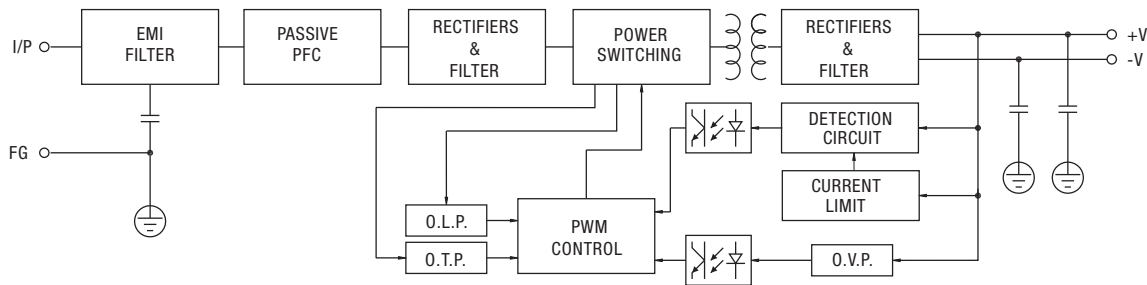 I/P
EMI
FILTER
PASSIVE
PFC
RECTIFIERS
&
FILTER
POWER
SWITCHING
RECTIFIERS
&
FILTER
+V
-V
DETECTION
CIRCUIT
FG
CURRENT
LIMIT
O.L.P.
PWM
CONTROL
O.T.P.
O.V.P.